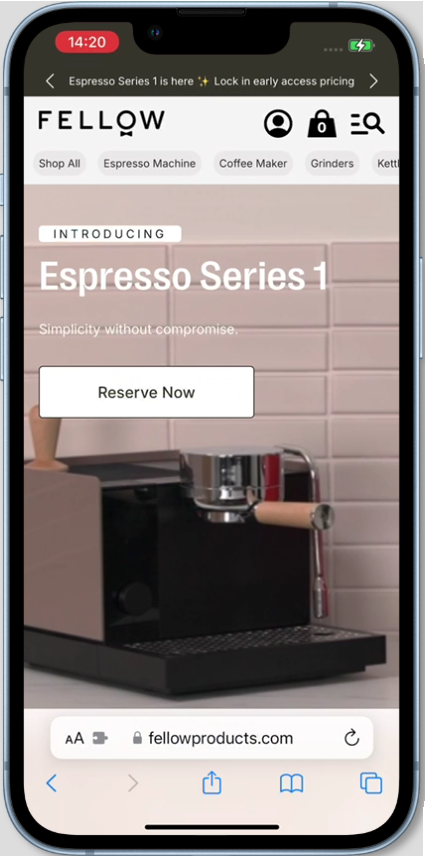 14:20
Espresso Series 1 is here ✨ Lock in early access pricing
FELLOW
0
Shop All Espresso Machine Coffee Maker Grinders Kettl
INTRODUCING
Espresso Series 1
Simplicity without compromise.
Reserve Now
AA fellowproducts.com